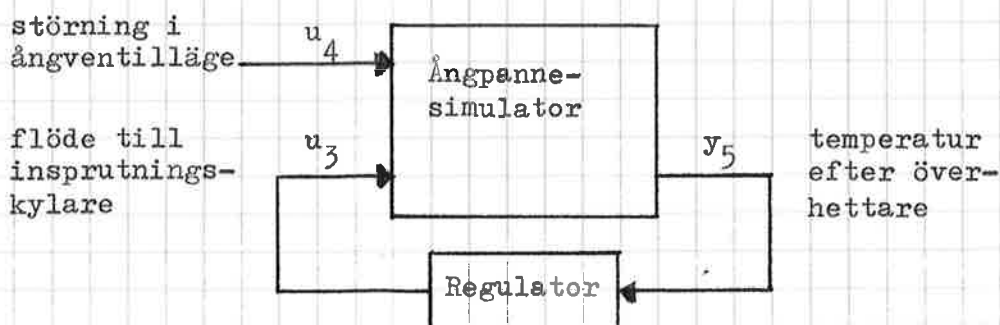 störning i
ångventilläge
u4
Ångpanne-
simulator
flöde till
insprutnings-
kylare
u3
y5
temperatur
efter över-
hettare
Regulator